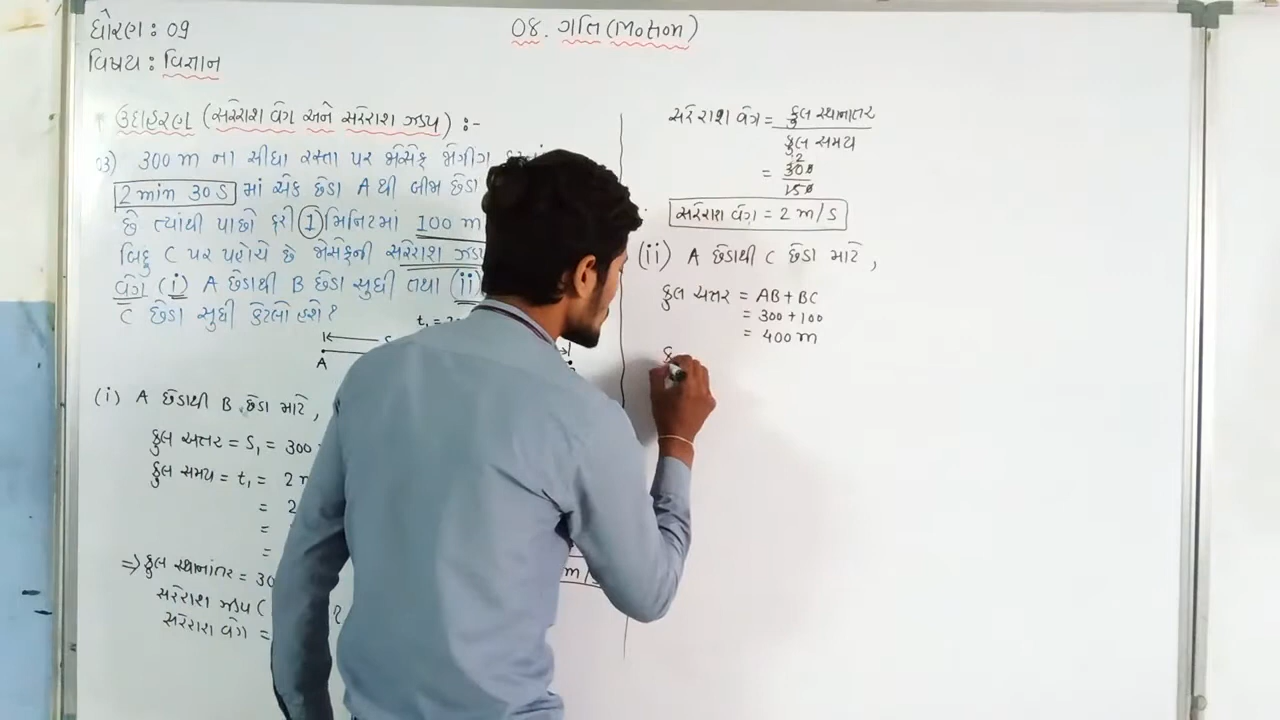 ધોરણ : 09
વિષય : વિજ્ઞાન
08. ગતિ (Motion)
ઉદાહરણ (સરેરાશ વેગ અને સરેરાશ ઝડપ) :-
03) 300 m ના સીધા રસ્તા પર જોસેફ જોગીંગ
2 min 30 S માં એક છેડા A થી બીજા છેડા
છે ત્યાંથી પાછો ફરી 1 મિનિટમાં 100 m
બિંદુ C પર પહોચે છે જોસેફની સરેરાશ ઝડપ
વેગ (i) A છેડાથી B છેડા સુધી તથા (ii)
C છેડા સુધી કેટલો હશે?
t₁ =
A
(i) A છેડાથી B છેડા માટે,
કુલ અંતર = S₁ = 300
કુલ સમય = t₁ = 2
= 2
=
=
⇒ કુલ સ્થાનાંતર = 30
સરેરાશ ઝડપ (
સરેરાશ વેગ =
m/s
સરેરાશ વેગ = કુલ સ્થાનાંતર
કુલ સમય
2
= 300
150
સરેરાશ વેગ = 2 m/s
(ii) A છેડાથી C છેડા માટે,
કુલ અંતર = AB + BC
= 300 + 100
= 400 m